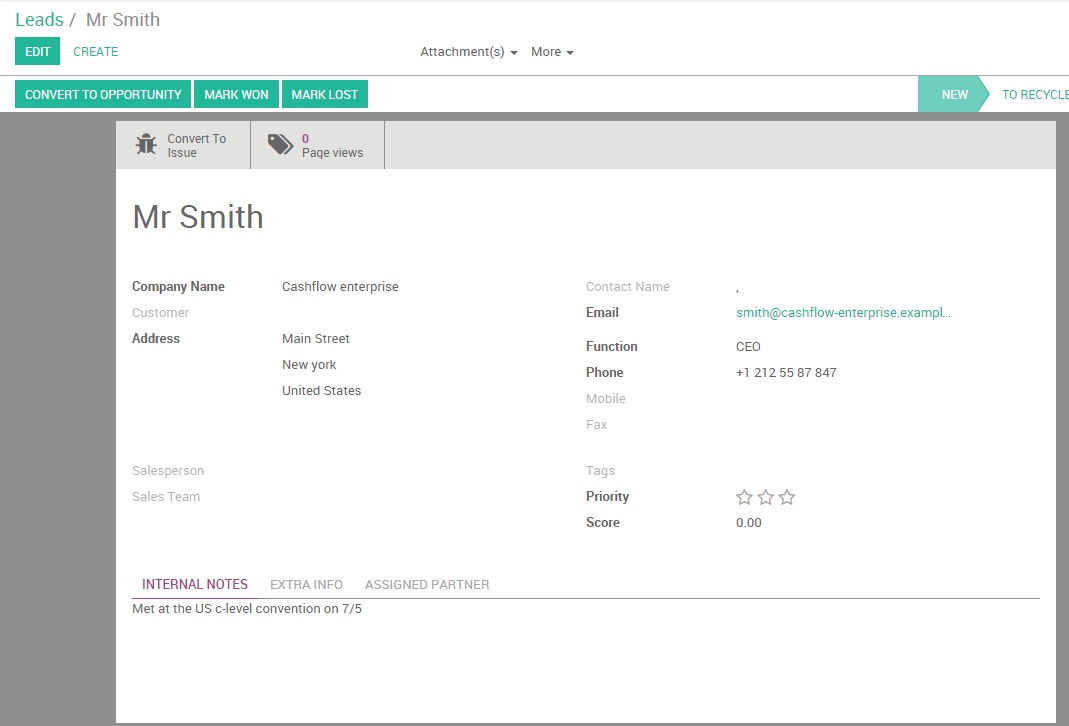 Leads / Mr Smith
EDIT CREATE Attachment(s) More
CONVERT TO OPPORTUNITY MARK WON MARK LOST NEW TO RECYCLE
Convert To
Issue
0
Page views
Mr Smith
Company Name Cashflow enterprise
Customer
Address Main Street
New york
United States
Contact Name ,
Email smith@cashflow-enterprise.exampl...
Function CEO
Phone +1 212 55 87 847
Mobile
Fax
Salesperson
Sales Team
Tags
Priority
Score 0.00
INTERNAL NOTES EXTRA INFO ASSIGNED PARTNER
Met at the US c-level convention on 7/5